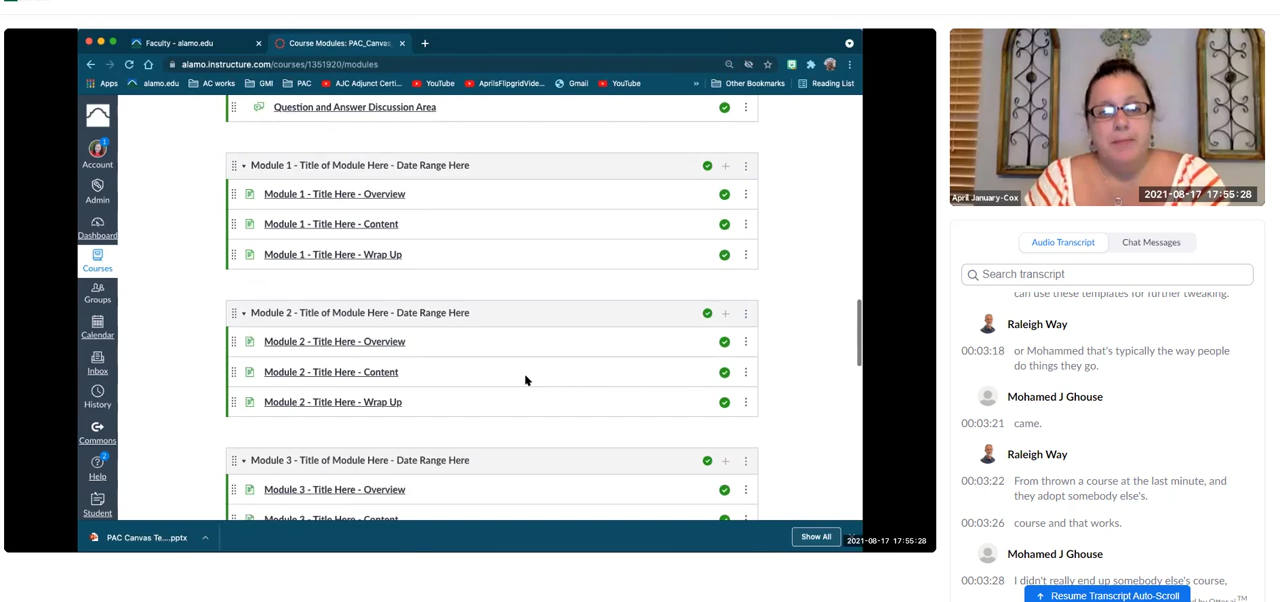 Faculty - alamo.edu
Course Modules: PAC_Canvas_
alamo.instructure.com/courses/1351920/modules
Apps alamo.edu AC works GMI PAC AJC Adjunct Certi... YouTube AprilsFlipgridVide... Gmail YouTube » Other Bookmarks Reading List
Account
Admin
Dashboard
Courses
Groups
Calendar
Inbox
History
Commons
Help
Student
Question and Answer Discussion Area
Module 1 - Title of Module Here - Date Range Here
Module 1 - Title Here - Overview
Module 1 - Title Here - Content
Module 1 - Title Here - Wrap Up
Module 2 - Title of Module Here - Date Range Here
Module 2 - Title Here - Overview
Module 2 - Title Here - Content
Module 2 - Title Here - Wrap Up
Module 3 - Title of Module Here - Date Range Here
Module 3 - Title Here - Overview
Module 3 - Title Here - Content
PAC Canvas Te....pptx
Show All
2021-08-17 17:55:28
April January-Cox
2021-08-17 17:55:28
Audio Transcript Chat Messages
Search transcript
can use these templates for further tweaking.
Raleigh Way
00:03:18 or Mohammed that's typically the way people
do things they go.
Mohamed J Ghouse
00:03:21 came.
Raleigh Way
00:03:22 From thrown a course at the last minute, and
they adopt somebody else's.
00:03:26 course and that works.
Mohamed J Ghouse
00:03:28 I didn't really end up somebody else's course,
Resume Transcript Auto-Scroll
by Otter.ai